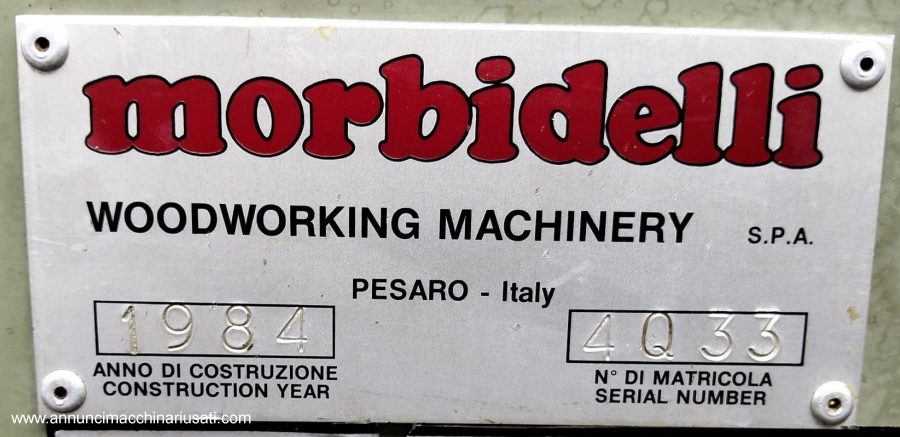 morbidelli
WOODWORKING MACHINERY S.P.A.
PESARO - Italy
1984
ANNO DI COSTRUZIONE
CONSTRUCTION YEAR
4Q33
N° DI MATRICOLA
SERIAL NUMBER
www.annuncimacchinariusati.com